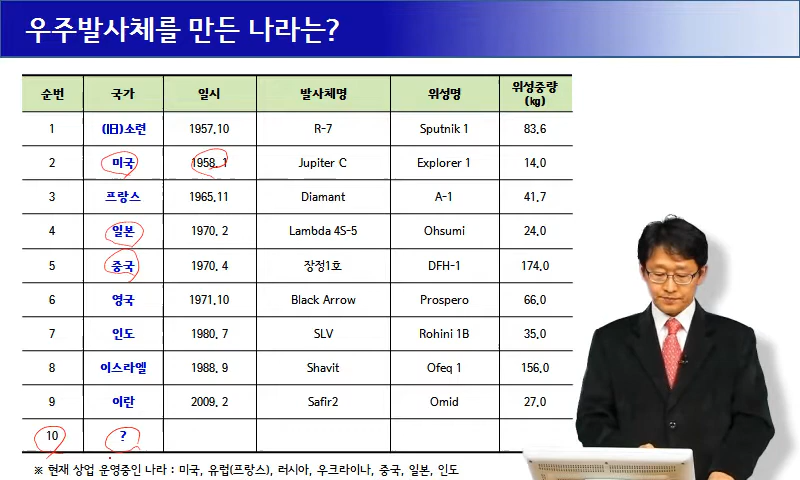 우주발사체를 만든 나라는?
순번 국가 일시 발사체명 위성명 위성중량 (kg)
1 (旧)소련 1957.10 R-7 Sputnik 1 83.6
2 미국 1958. 1 Jupiter C Explorer 1 14.0
3 프랑스 1965.11 Diamant A-1 41.7
4 일본 1970. 2 Lambda 4S-5 Ohsumi 24.0
5 중국 1970. 4 장정1호 DFH-1 174.0
6 영국 1971.10 Black Arrow Prospero 66.0
7 인도 1980. 7 SLV Rohini 1B 35.0
8 이스라엘 1988. 9 Shavit Ofeq 1 156.0
9 이란 2009. 2 Safir2 Omid 27.0
10 ?
※ 현재 상업 운영중인 나라 : 미국, 유럽(프랑스), 러시아, 우크라이나, 중국, 일본, 인도